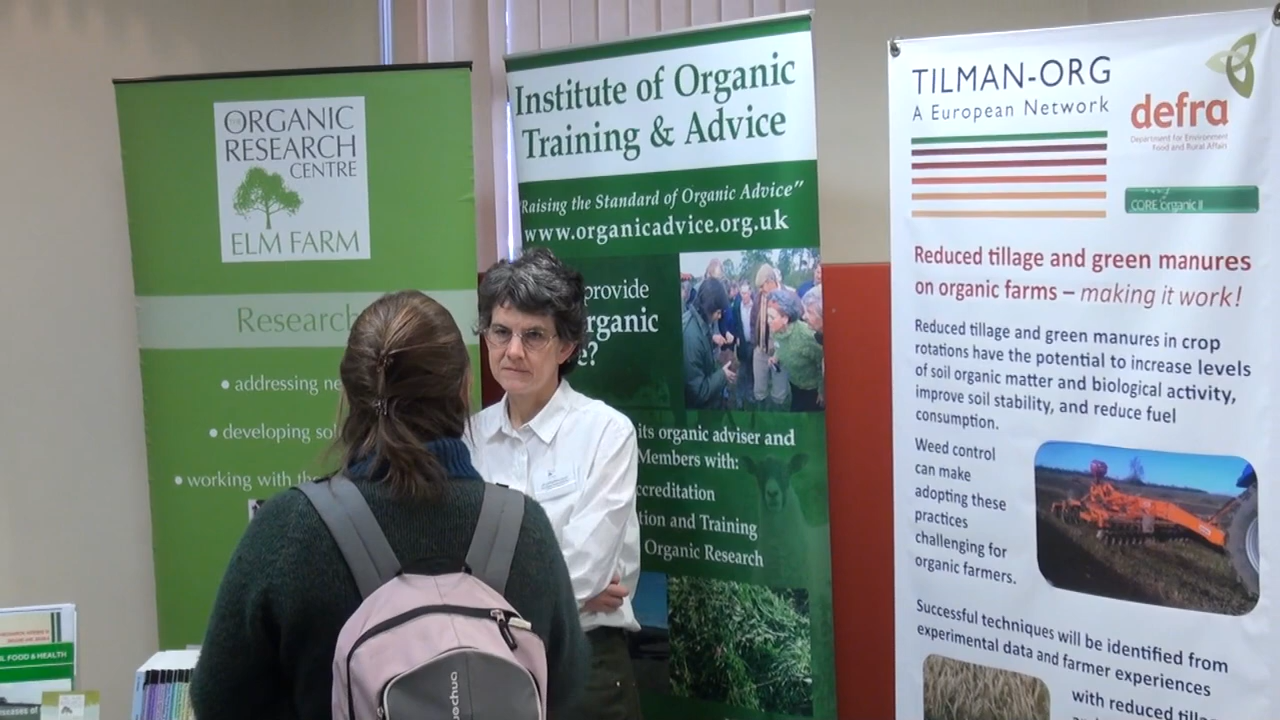 THE
ORGANIC
RESEARCH
CENTRE
ELM FARM
Research
• addressing ne
• developing sol
• working with th
Institute of Organic
Training & Advice
"Raising the Standard of Organic Advice"
www.organicadvice.org.uk
provide
rganic
e?
its organic adviser and
Members with:
ccreditation
tion and Training
Organic Research
TILMAN-ORG
A European Network
defra
Department for Environment
Food and Rural Affairs
CORE organic II
Reduced tillage and green manures
on organic farms – making it work!
Reduced tillage and green manures in crop
rotations have the potential to increase levels
of soil organic matter and biological activity,
improve soil stability, and reduce fuel
consumption.
Weed control
can make
adopting these
practices
challenging for
organic farmers.
Successful techniques will be identified from
experimental data and farmer experiences
with reduced tilla
L FOOD & HEALTH
quechua